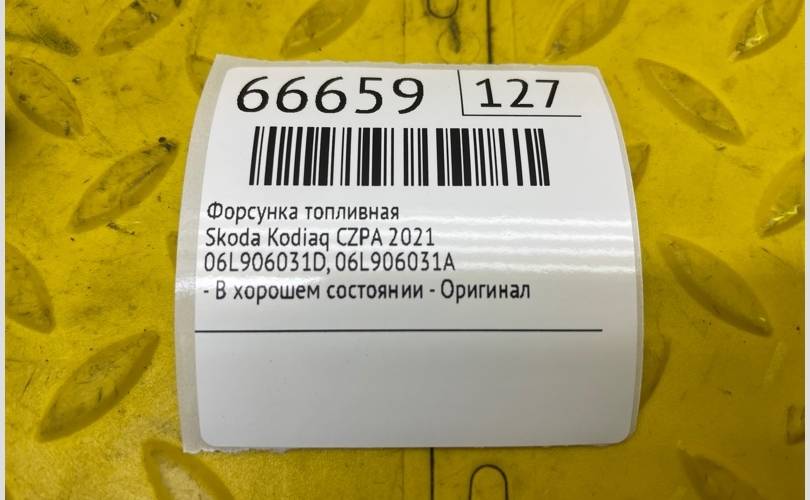 66659 127
Форсунка топливная
Skoda Kodiaq CZPA 2021
06L906031D, 06L906031A
- В хорошем состоянии - Оригинал